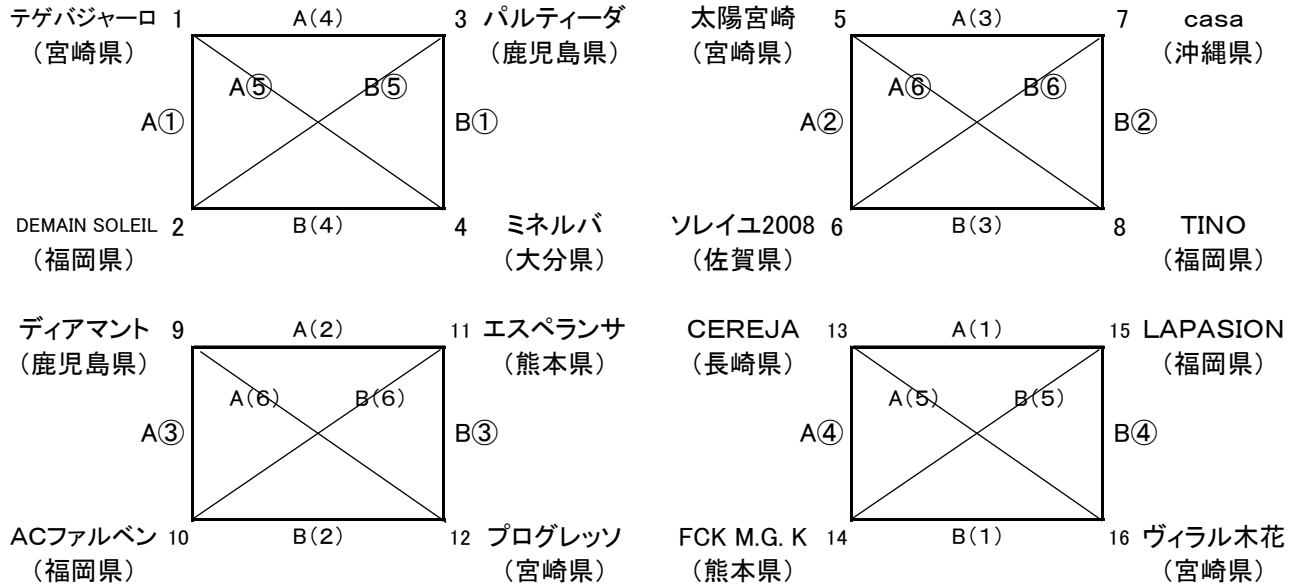 テゲバジャーロ 1 A(4) 3 パルティーダ
（宮崎県） （鹿児島県）
A⑤ B⑤
A① B①
DEMAIN SOLEIL 2 B(4) 4 ミネルバ
（福岡県） （大分県）
太陽宮崎 5 A(3) 7 casa
（宮崎県） （沖縄県）
A⑥ B⑥
A② B②
ソレイユ2008 6 B(3) 8 TINO
（佐賀県） （福岡県）
ディアマント 9 A(2) 11 エスペランサ
（鹿児島県） （熊本県）
A(6) B(6)
A③ B③
ACファルベン 10 B(2) 12 プログレッソ
（福岡県） （宮崎県）
CEREJA 13 A(1) 15 LAPASION
（長崎県） （福岡県）
A(5) B(5)
A④ B④
FCK M.G. K 14 B(1) 16 ヴィラル木花
（熊本県） （宮崎県）